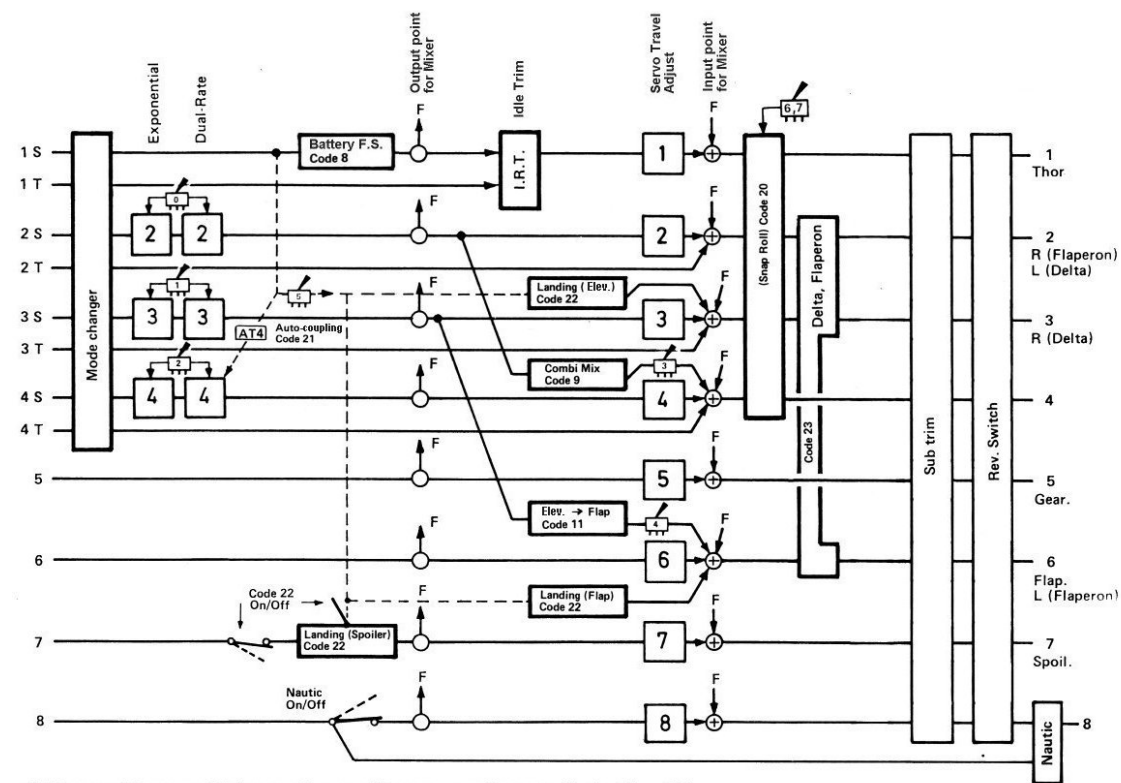 Exponential
Dual-Rate
Output point
for Mixer
Idle Trim
Servo Travel
Adjust
Input point
for Mixer
F
F
6,7
1 S
Battery F.S.
Code 8
I.R.T.
1
1
Thor
1 T
0
F
F
2 S
2
2
2
2
R (Flaperon)
L (Delta)
2 T
Mode changer
(Snap Roll) Code 20
Delta, Flaperon
Code 23
Sub trim
Rev. Switch
1
5
F
Landing (Elev.)
Code 22
F
3 S
3
3
3
3
R (Delta)
AT4
Auto-coupling
Code 21
3 T
2
F
Combi Mix
Code 9
3
F
4 S
4
4
4
4
4 T
F
F
5
5
5
Gear.
Elev. → Flap
Code 11
4
F
F
6
6
6
Flap.
L (Flaperon)
Code 22
On/Off
F
Landing (Flap)
Code 22
F
7
Landing (Spoiler)
Code 22
7
7
Spoil.
Nautic
On/Off
F
F
8
8
8
Nautic